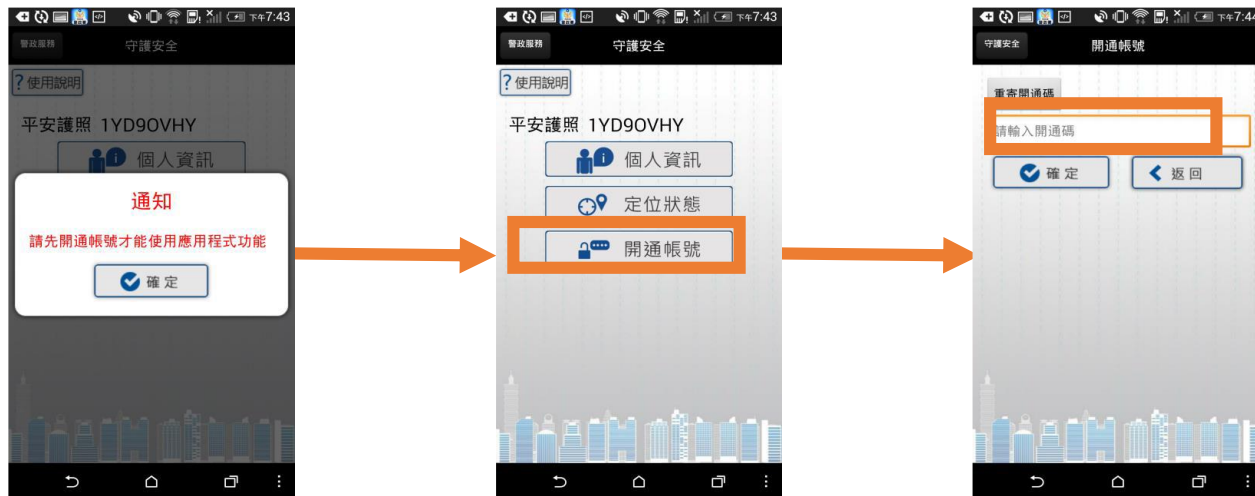 下午7:43
警政服務
守護安全
?使用說明
平安護照 1YD9OVHY
個人資訊
通知
請先開通帳號才能使用應用程式功能
確定
下午7:43
警政服務
守護安全
?使用說明
平安護照 1YD9OVHY
個人資訊
定位狀態
開通帳號
下午7:44
守護安全
開通帳號
重寄開通碼
請輸入開通碼
確定
返回